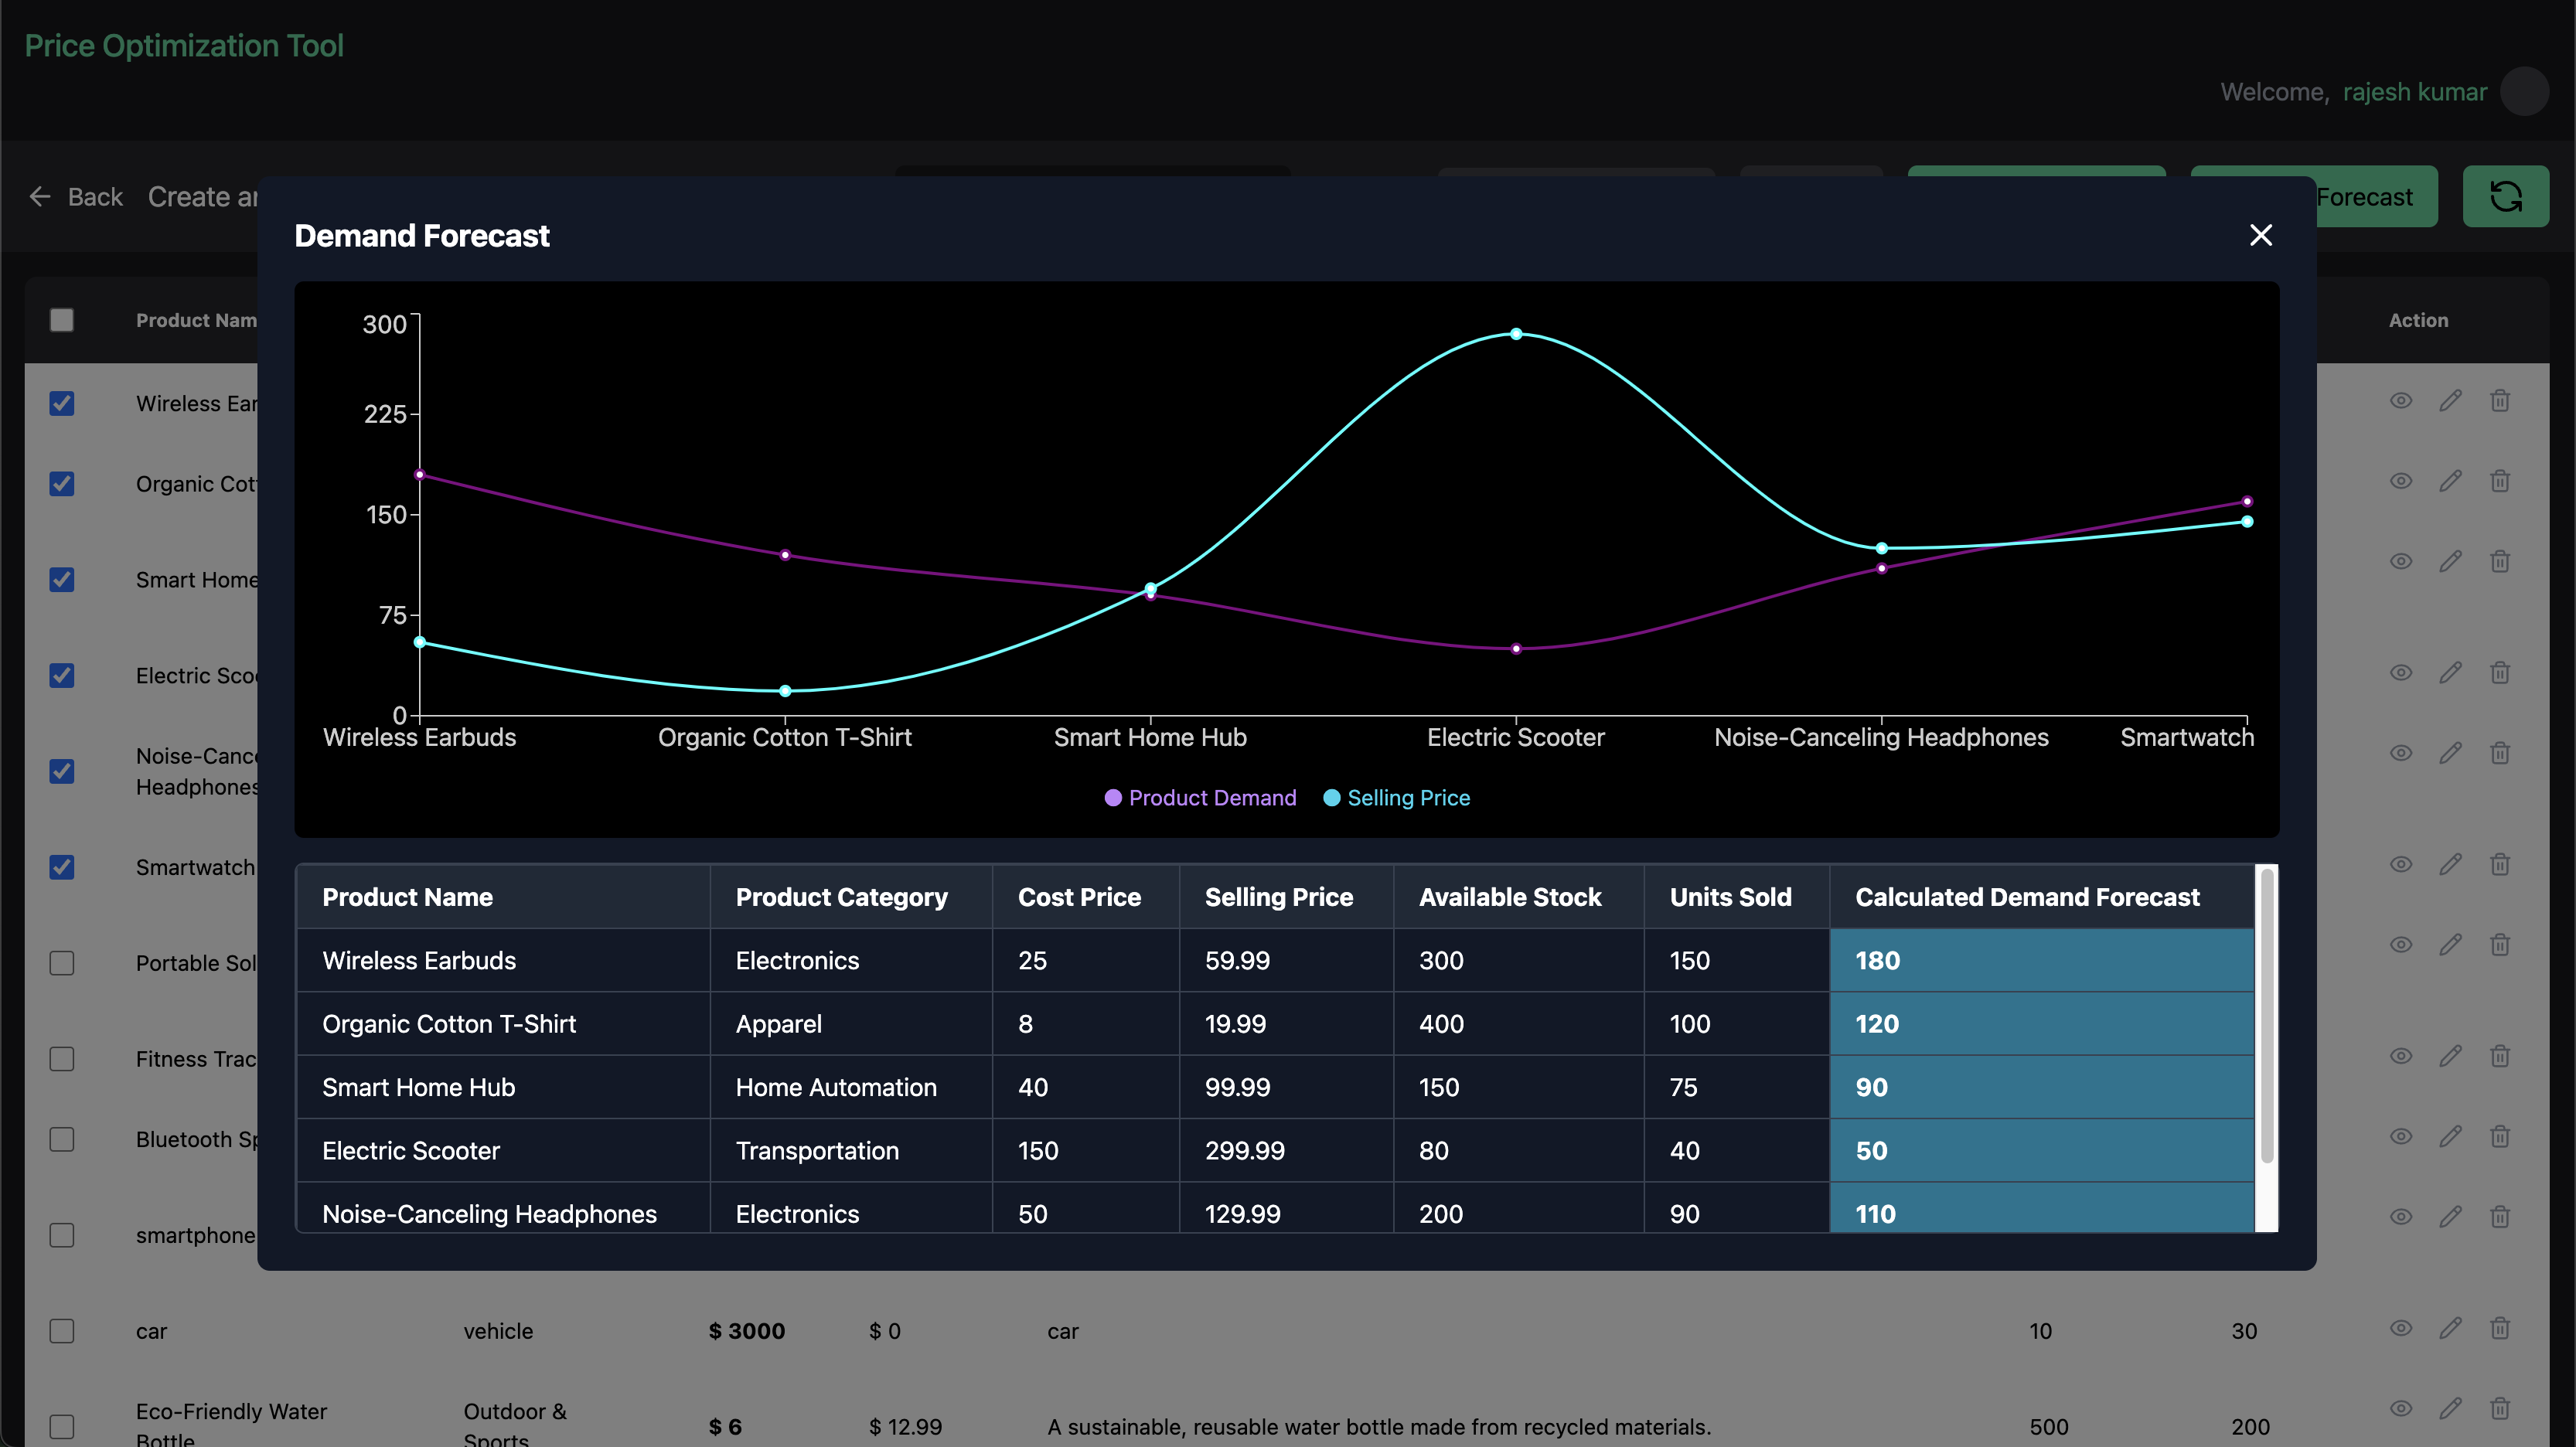 Price Optimization Tool
Welcome, rajesh kumar
Back Create an
Forecast
Demand Forecast
300
225
150
75
0
Wireless Earbuds Organic Cotton T-Shirt Smart Home Hub Electric Scooter Noise-Canceling Headphones Smartwatch
Product Demand Selling Price
Product Name Product Category Cost Price Selling Price Available Stock Units Sold Calculated Demand Forecast
Wireless Earbuds Electronics 25 59.99 300 150 180
Organic Cotton T-Shirt Apparel 8 19.99 400 100 120
Smart Home Hub Home Automation 40 99.99 150 75 90
Electric Scooter Transportation 150 299.99 80 40 50
Noise-Canceling Headphones Electronics 50 129.99 200 90 110
Product Nam Action
Wireless Ear
Organic Cot
Smart Home
Electric Scoo
Noise-Cance
Headphones
Smartwatch
Portable Sol
Fitness Trac
Bluetooth Sp
smartphone
car vehicle $ 3000 $ 0 car 10 30
Eco-Friendly Water Outdoor &
Bottle Sports $ 6 $ 12.99 A sustainable, reusable water bottle made from recycled materials. 500 200